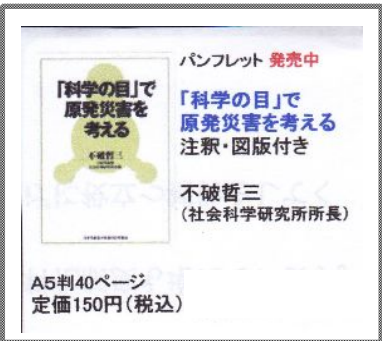 「科学の目」で
原発災害を
考える
不破哲三
パンフレット 発売中
「科学の目」で
原発災害を考える
注釈・図版付き
不破哲三
(社会科学研究所所長)
A5判40ページ
定価150円(税込)